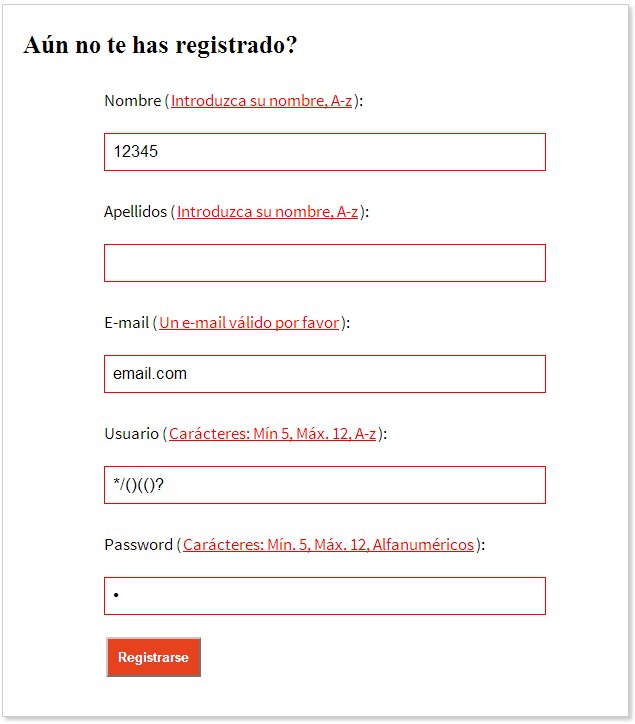 Aún no te has registrado?
Nombre (Introduzca su nombre, A-z):
12345
Apellidos (Introduzca su nombre, A-z):
E-mail (Un e-mail válido por favor):
email.com
Usuario (Carácteres: Mín 5, Máx. 12, A-z):
*/()(()?
Password (Carácteres: Mín. 5, Máx. 12, Alfanuméricos):
•
Registrarse